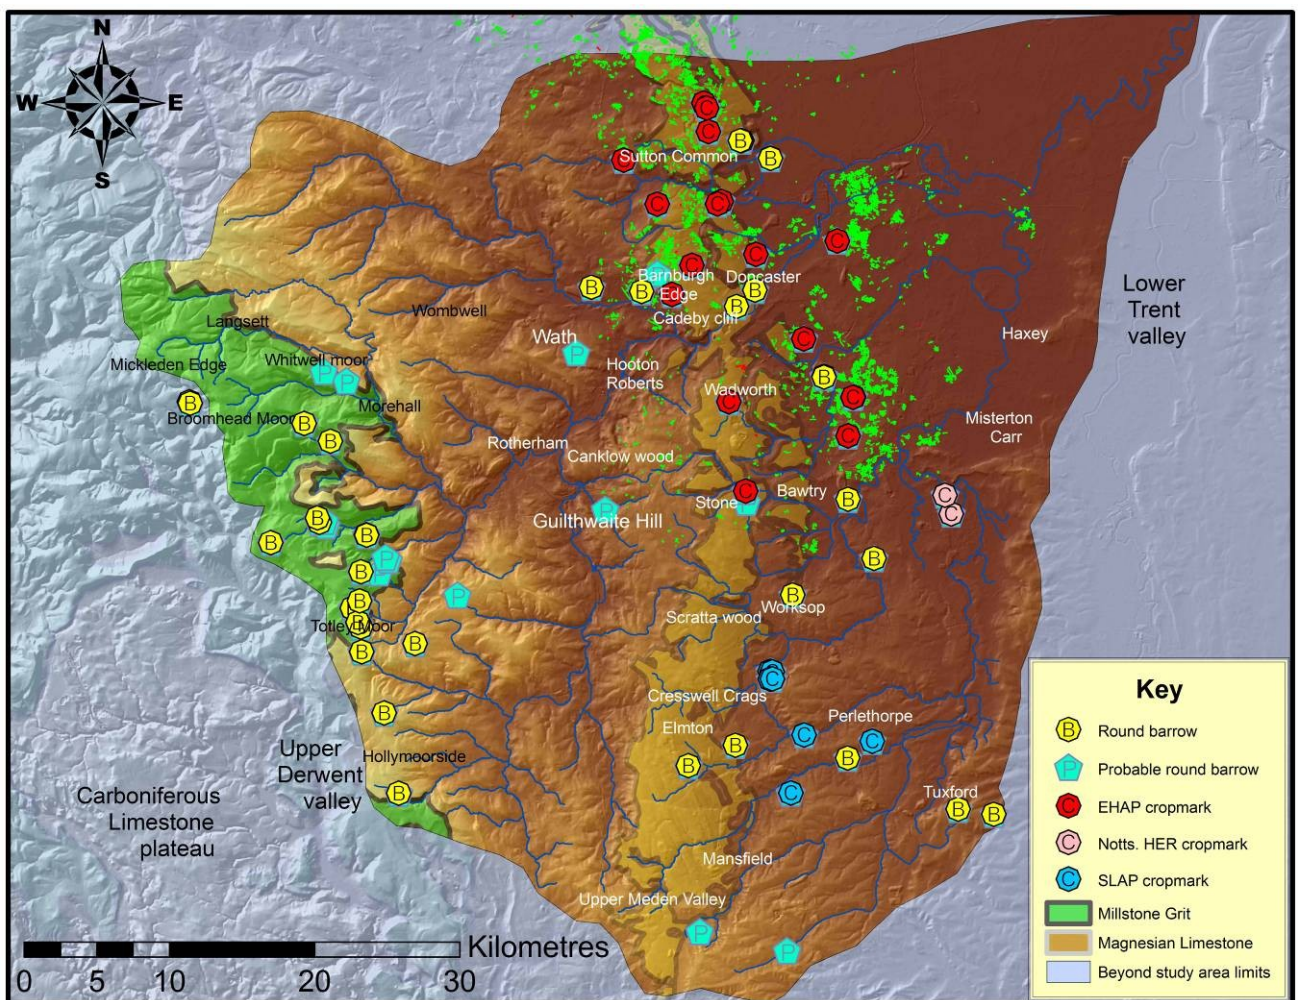 N
W
E
S
B
Sutton Common
B
C
C
C
C
C
C
C
C
Barnburgh
Edge
Doncaster
B
B
B
B
C
Cadeby cliff
Lower
Trent
valley
Langsett
Wombwell
Haxey
Wath
P
C
Mickleden Edge
Whitwell moor
P
P
Hooton
Roberts
B
Wadworth
C
C
B
Broomhead Moor
B
Morehall
B
C
Misterton
Carr
Rotherham
Canklow wood
Stone
C
Bawtry
B
C
C
P
Guilthwaite Hill
B
B
B
B
P
B
P
B
B
Worksop
Scratta wood
B
Totley Moor
B
B
C
Cresswell Crags
B
Elmton
Perlethorpe
C
C
B
B
B
Upper
Derwent
valley
Hollymoorside
B
C
Tuxford
B
B
Carboniferous
Limestone
plateau
Mansfield
Upper Meden Valley
P
P
Kilometres
0 5 10 20 30
Key
B Round barrow
P Probable round barrow
C EHAP cropmark
C Notts. HER cropmark
C SLAP cropmark
Millstone Grit
Magnesian Limestone
Beyond study area limits